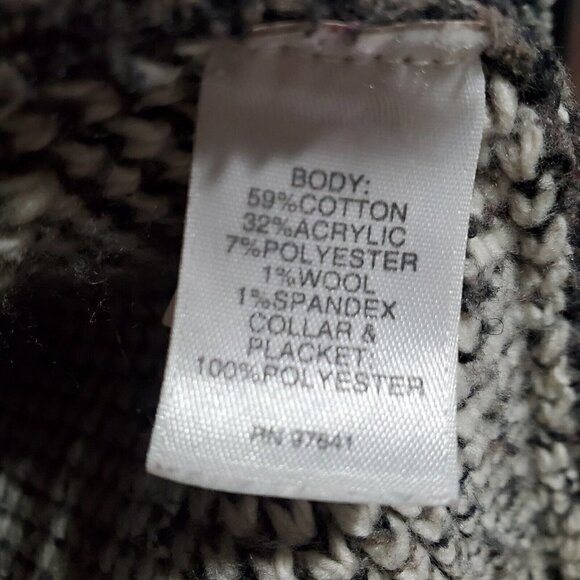 BODY:
59%COTTON
32%ACRYLIC
7%POLYESTER
1%WOOL
1%SPANDEX
COLLAR &
PLACKET:
100%POLYESTER
RN 97641